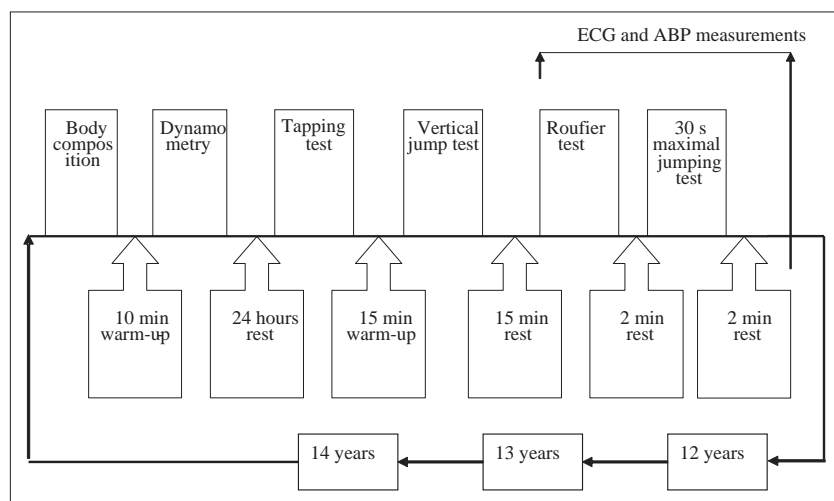 ECG and ABP measurements
Body
compos
ition
Dynamo
metry
Tapping
test
Vertical
jump test
Roufier
test
30 s
maximal
jumping
test
10 min
warm-up
24 hours
rest
15 min
warm-up
15 min
rest
2 min
rest
2 min
rest
14 years
13 years
12 years